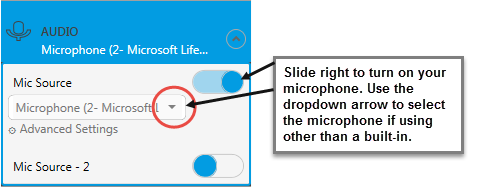 AUDIO
Microphone (2- Microsoft Life...
Mic Source
Microphone (2- Microsoft L
Advanced Settings
Mic Source - 2
Slide right to turn on your
microphone. Use the
dropdown arrow to select
the microphone if using
other than a built-in.